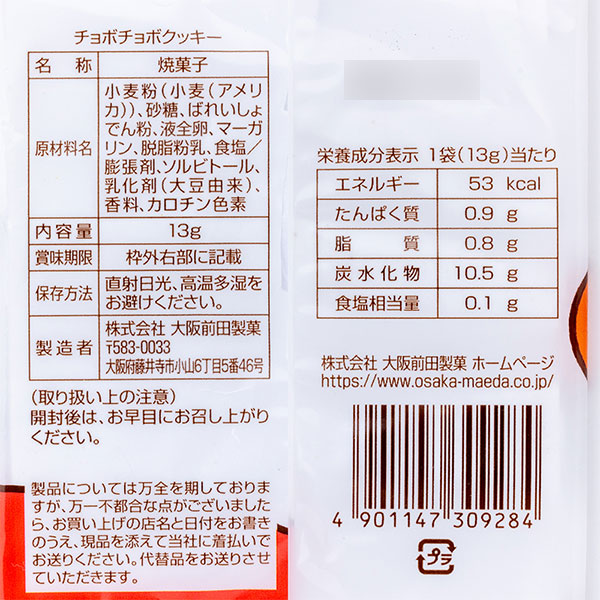 チョボチョボクッキー
名称 焼菓子
原材料名 小麦粉(小麦(アメリ
カ))、砂糖、ばれいしょ
でん粉、液全卵、マーガ
リン、脱脂粉乳、食塩／
膨張剤、ソルビトール、
乳化剤(大豆由来)、
香料、カロチン色素
内容量 13g
賞味期限 枠外右部に記載
保存方法 直射日光、高温多湿を
お避けください。
製造者 株式会社 大阪前田製菓
〒583-0033
大阪府藤井寺市小山6丁目5番46号
(取り扱い上の注意)
開封後は、お早目にお召し上がり
ください。
製品については万全を期しております
が、万一不都合な点がございました
ら、お買い上げの店名と日付をお書き
のうえ、現品を添えて当社に着払いで
お送りください。代替品をお送りさせ
ていただきます。
栄養成分表示 1袋(13g)当たり
エネルギー 53 kcal
たんぱく質 0.9 g
脂質 0.8 g
炭水化物 10.5 g
食塩相当量 0.1 g
株式会社 大阪前田製菓 ホームページ
https://www.osaka-maeda.co.jp/
4 901147 309284
プラ